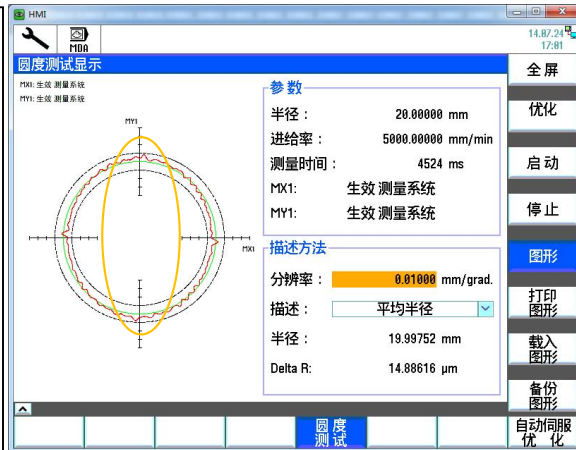 HMI
MDA
14.07.24
17:01
圆度测试显示
MX1: 生效 测量系统
MY1: 生效 测量系统
MY1
MX1
参数
半径： 20.00000 mm
进给率： 5000.00000 mm/min
测量时间： 4524 ms
MX1: 生效 测量系统
MY1: 生效 测量系统
描述方法
分辨率： 0.01000 mm/grad.
描述： 平均半径
半径： 19.99752 mm
Delta R: 14.88616 μm
全屏
优化
启动
停止
图形
打印
图形
载入
图形
备份
图形
圆度
测试
自动伺服
优 化